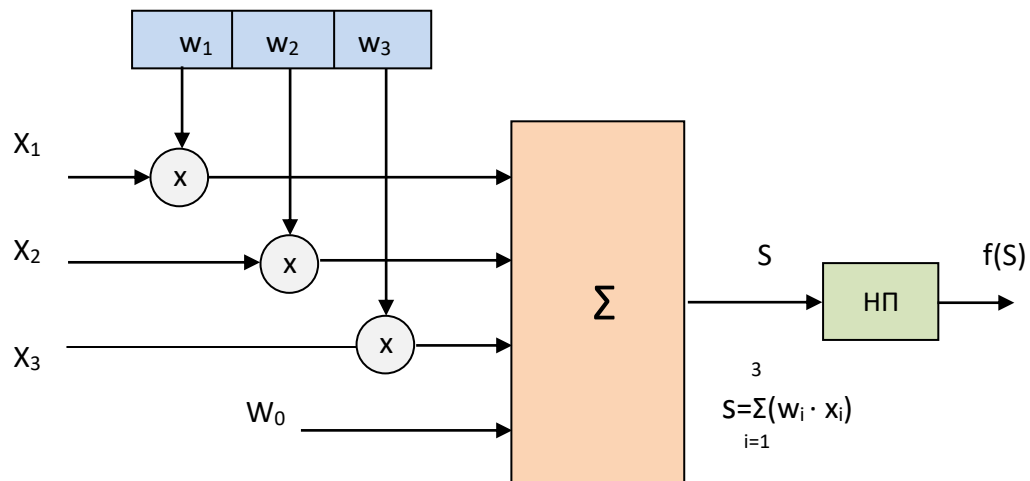 w₁ w₂ w₃
X₁
x
X₂
x
X₃
x
W₀
Σ
S
НП
f(S)
3
S=Σ(wᵢ · xᵢ)
i=1